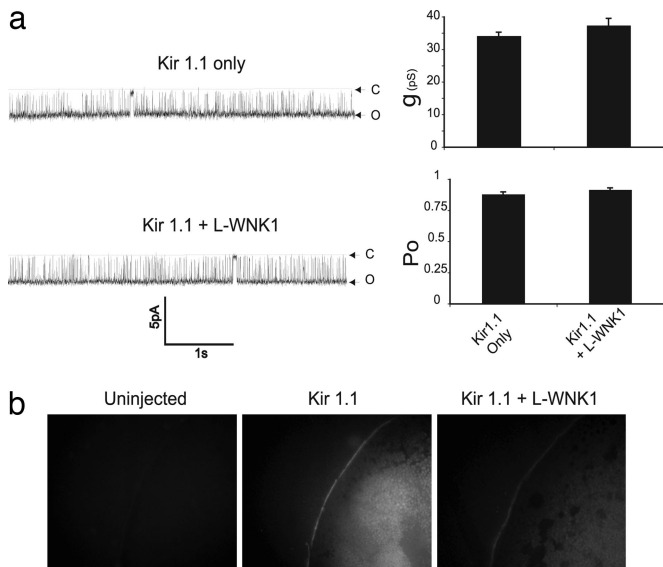 a
Kir 1.1 only
C
O
Kir 1.1 + L-WNK1
C
O
5pA
1s
g (pS)
40
30
20
10
0
Po
1
0.75
0.5
0.25
0
Kir1.1
Only
Kir1.1
+ L-WNK1
b
Uninjected
Kir 1.1
Kir 1.1 + L-WNK1